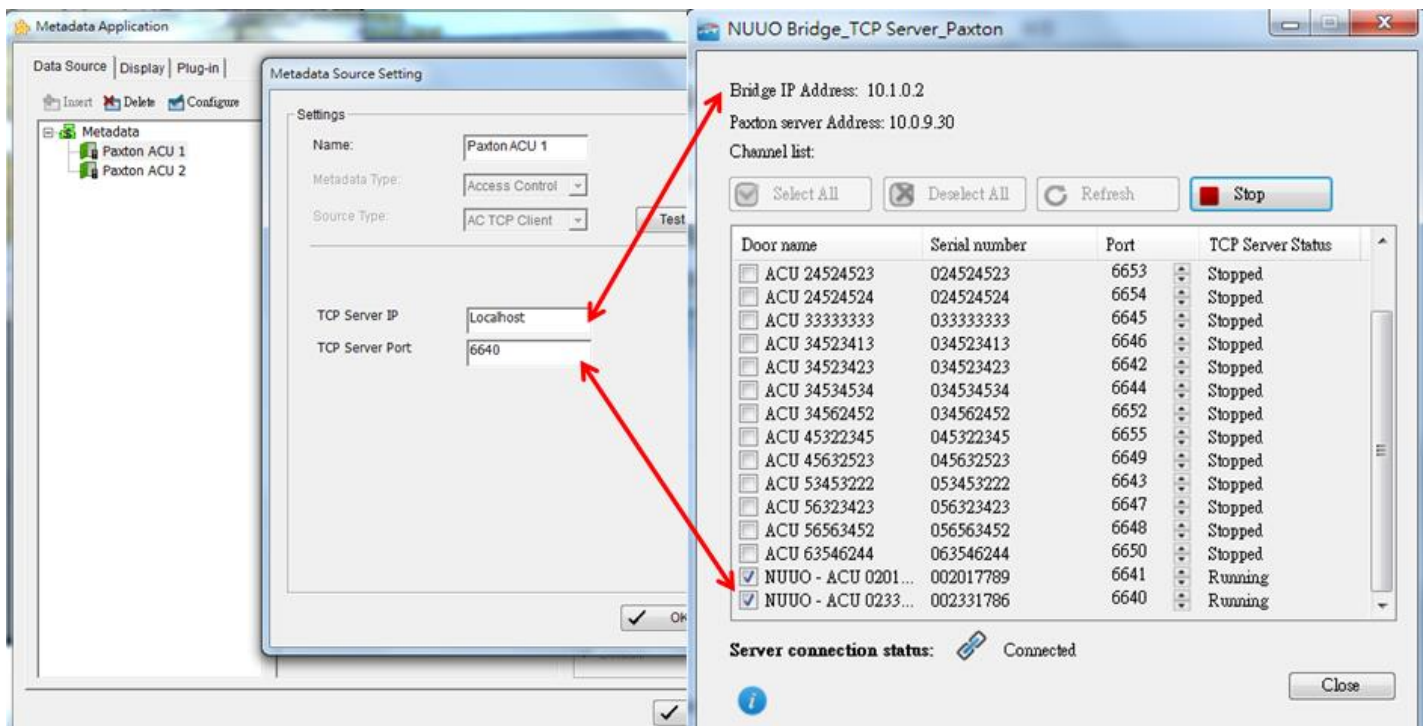 Metadata Application
Data Source Display Plug-in
Insert Delete Configure
Metadata
Paxton ACU 1
Paxton ACU 2
Metadata Source Setting
Settings
Name: Paxton ACU 1
Metadata Type: Access Control
Source Type: AC TCP Client Test
TCP Server IP Localhost
TCP Server Port 6640
OK
NUUO Bridge_TCP Server_Paxton
Bridge IP Address: 10.1.0.2
Paxton server Address: 10.0.9.30
Channel list:
Select All Deselect All Refresh Stop
Door name Serial number Port TCP Server Status
ACU 24524523 024524523 6653 Stopped
ACU 24524524 024524524 6654 Stopped
ACU 33333333 033333333 6645 Stopped
ACU 34523413 034523413 6646 Stopped
ACU 34523423 034523423 6642 Stopped
ACU 34534534 034534534 6644 Stopped
ACU 34562452 034562452 6652 Stopped
ACU 45322345 045322345 6655 Stopped
ACU 45632523 045632523 6649 Stopped
ACU 53453222 053453222 6643 Stopped
ACU 56323423 056323423 6647 Stopped
ACU 56563452 056563452 6648 Stopped
ACU 63546244 063546244 6650 Stopped
NUUO - ACU 0201... 002017789 6641 Running
NUUO - ACU 0233... 002331786 6640 Running
Server connection status: Connected
Close